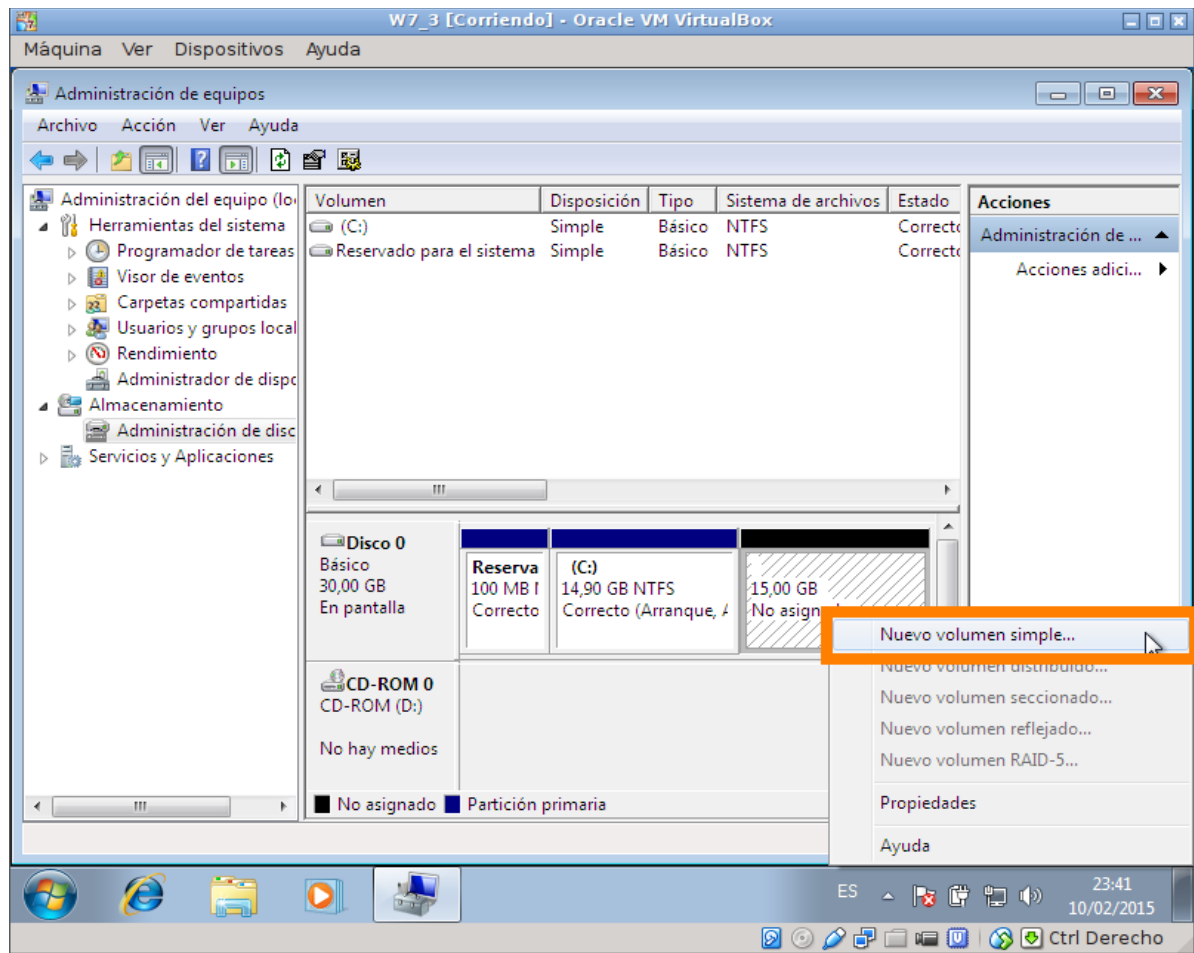 W7_3 [Corriendo] - Oracle VM VirtualBox
Máquina Ver Dispositivos Ayuda
Administración de equipos
Archivo Acción Ver Ayuda
Administración del equipo (lo
Herramientas del sistema
Programador de tareas
Visor de eventos
Carpetas compartidas
Usuarios y grupos local
Rendimiento
Administrador de dispo
Almacenamiento
Administración de disc
Servicios y Aplicaciones
Volumen Disposición Tipo Sistema de archivos Estado
(C:) Simple Básico NTFS Correcto
Reservado para el sistema Simple Básico NTFS Correcto
Acciones
Administración de ...
Acciones adici...
Disco 0
Básico
30,00 GB
En pantalla
Reserva
100 MB
Correcto
(C:)
14,90 GB NTFS
Correcto (Arranque, A
15,00 GB
No asign
CD-ROM 0
CD-ROM (D:)
No hay medios
No asignado Partición primaria
Nuevo volumen simple...
Nuevo volumen distribuido...
Nuevo volumen seccionado...
Nuevo volumen reflejado...
Nuevo volumen RAID-5...
Propiedades
Ayuda
ES
23:41
10/02/2015
Ctrl Derecho